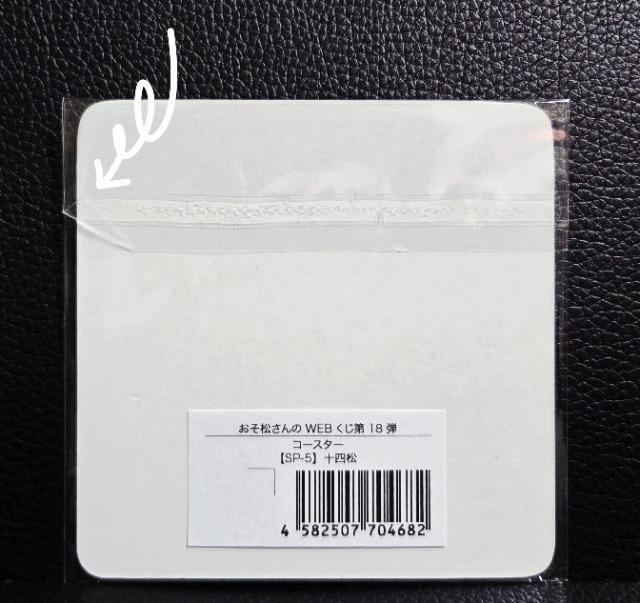 おそ松さんの WEB くじ第 18 弾
コースター
【SP-5】 十四松
4 582507 704682